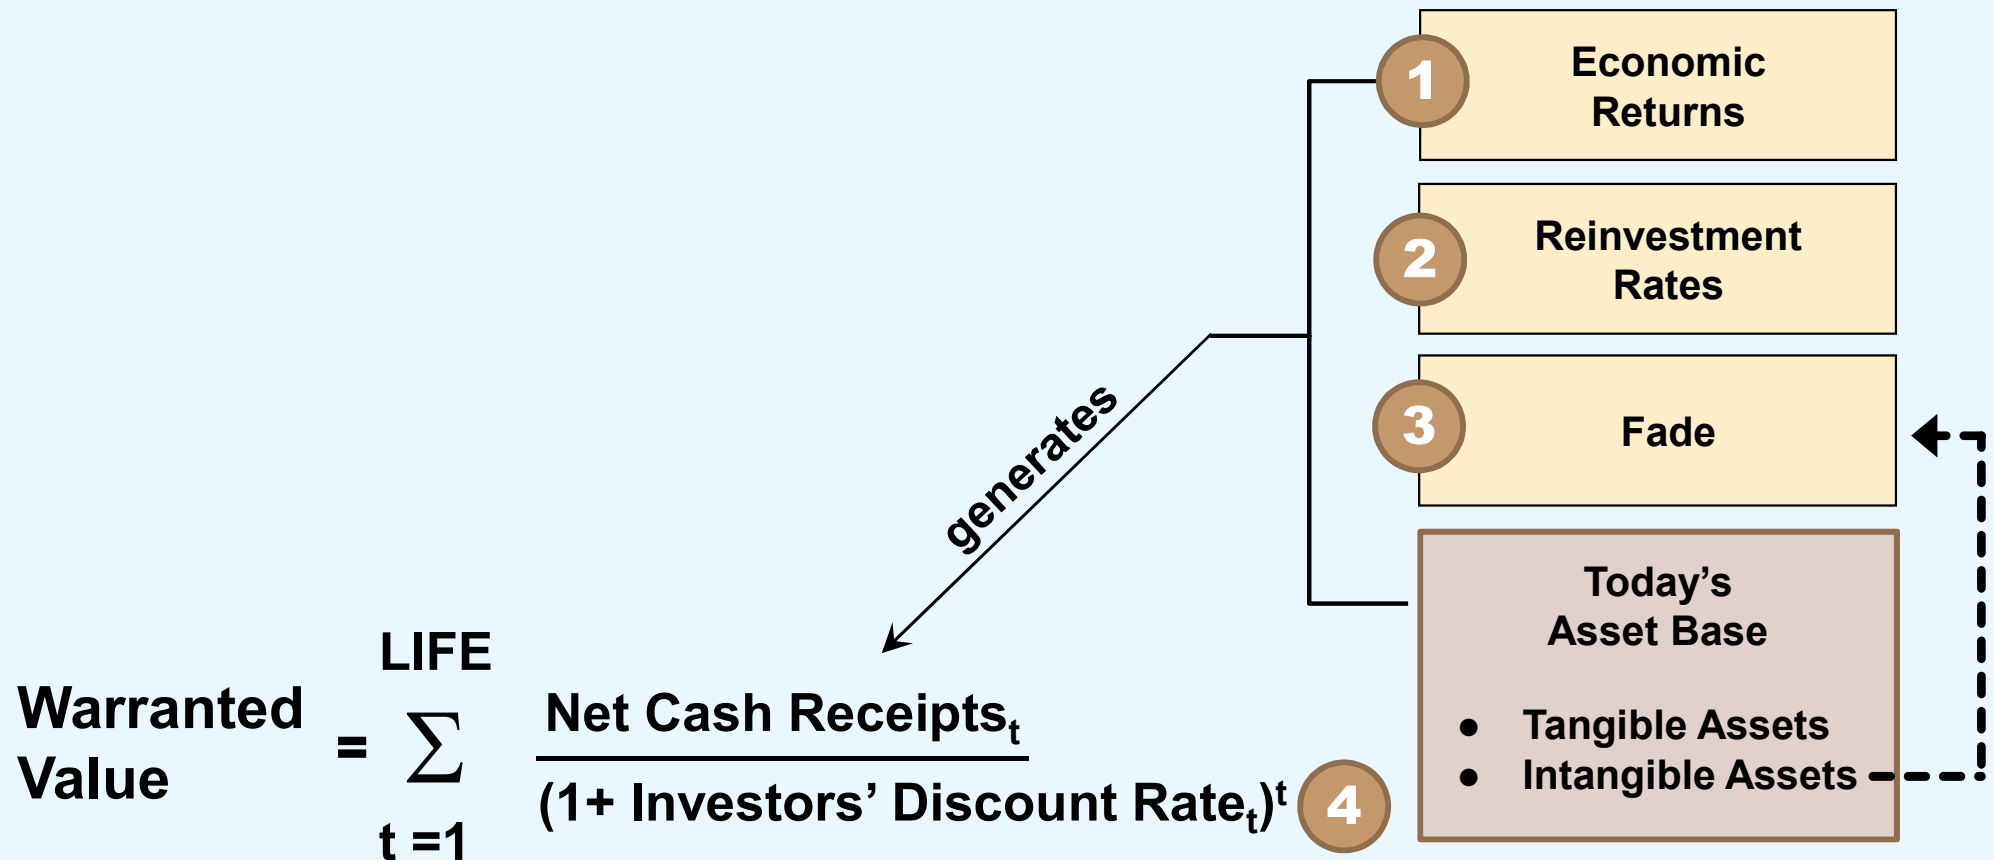 1
Economic
Returns
2
Reinvestment
Rates
3
Fade
generates
Today’s
Asset Base
● Tangible Assets
● Intangible Assets
Warranted
Value
=
LIFE
∑
t =1
Net Cash Receiptsₜ
(1+ Investors’ Discount Rateₜ)ᵗ
4